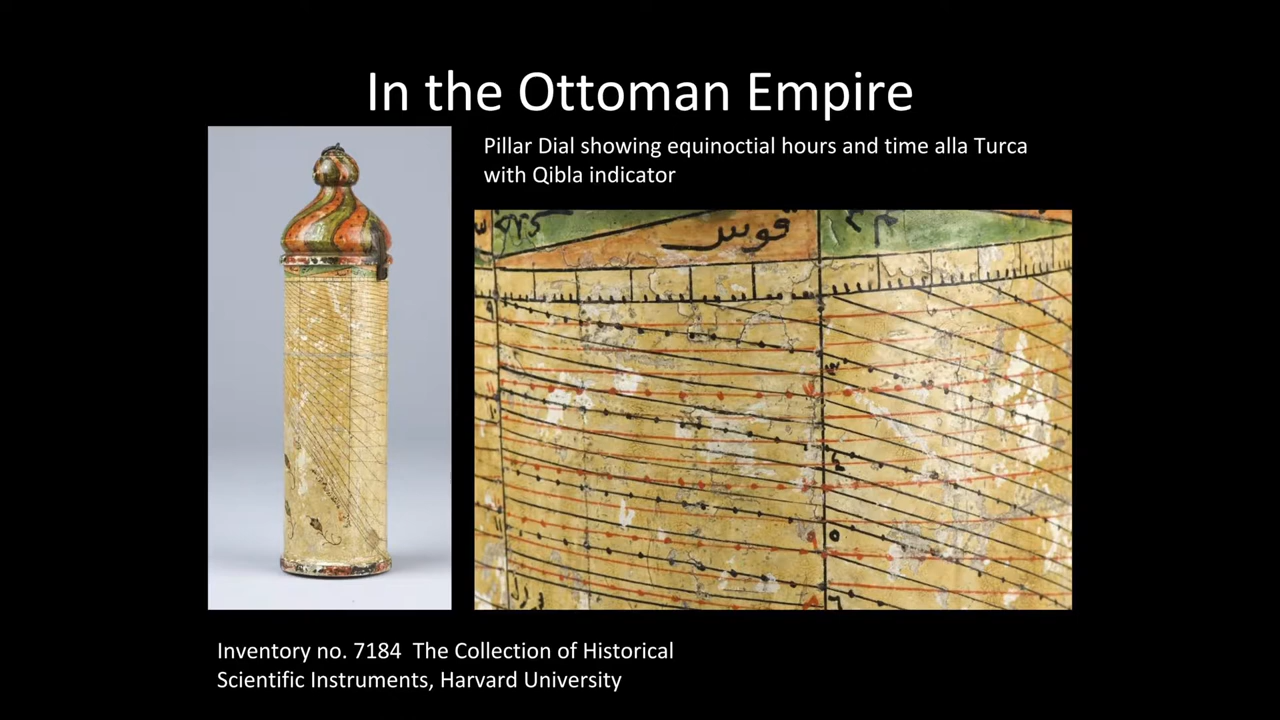 In the Ottoman Empire
Pillar Dial showing equinoctial hours and time alla Turca
with Qibla indicator
قوس
Inventory no. 7184 The Collection of Historical
Scientific Instruments, Harvard University